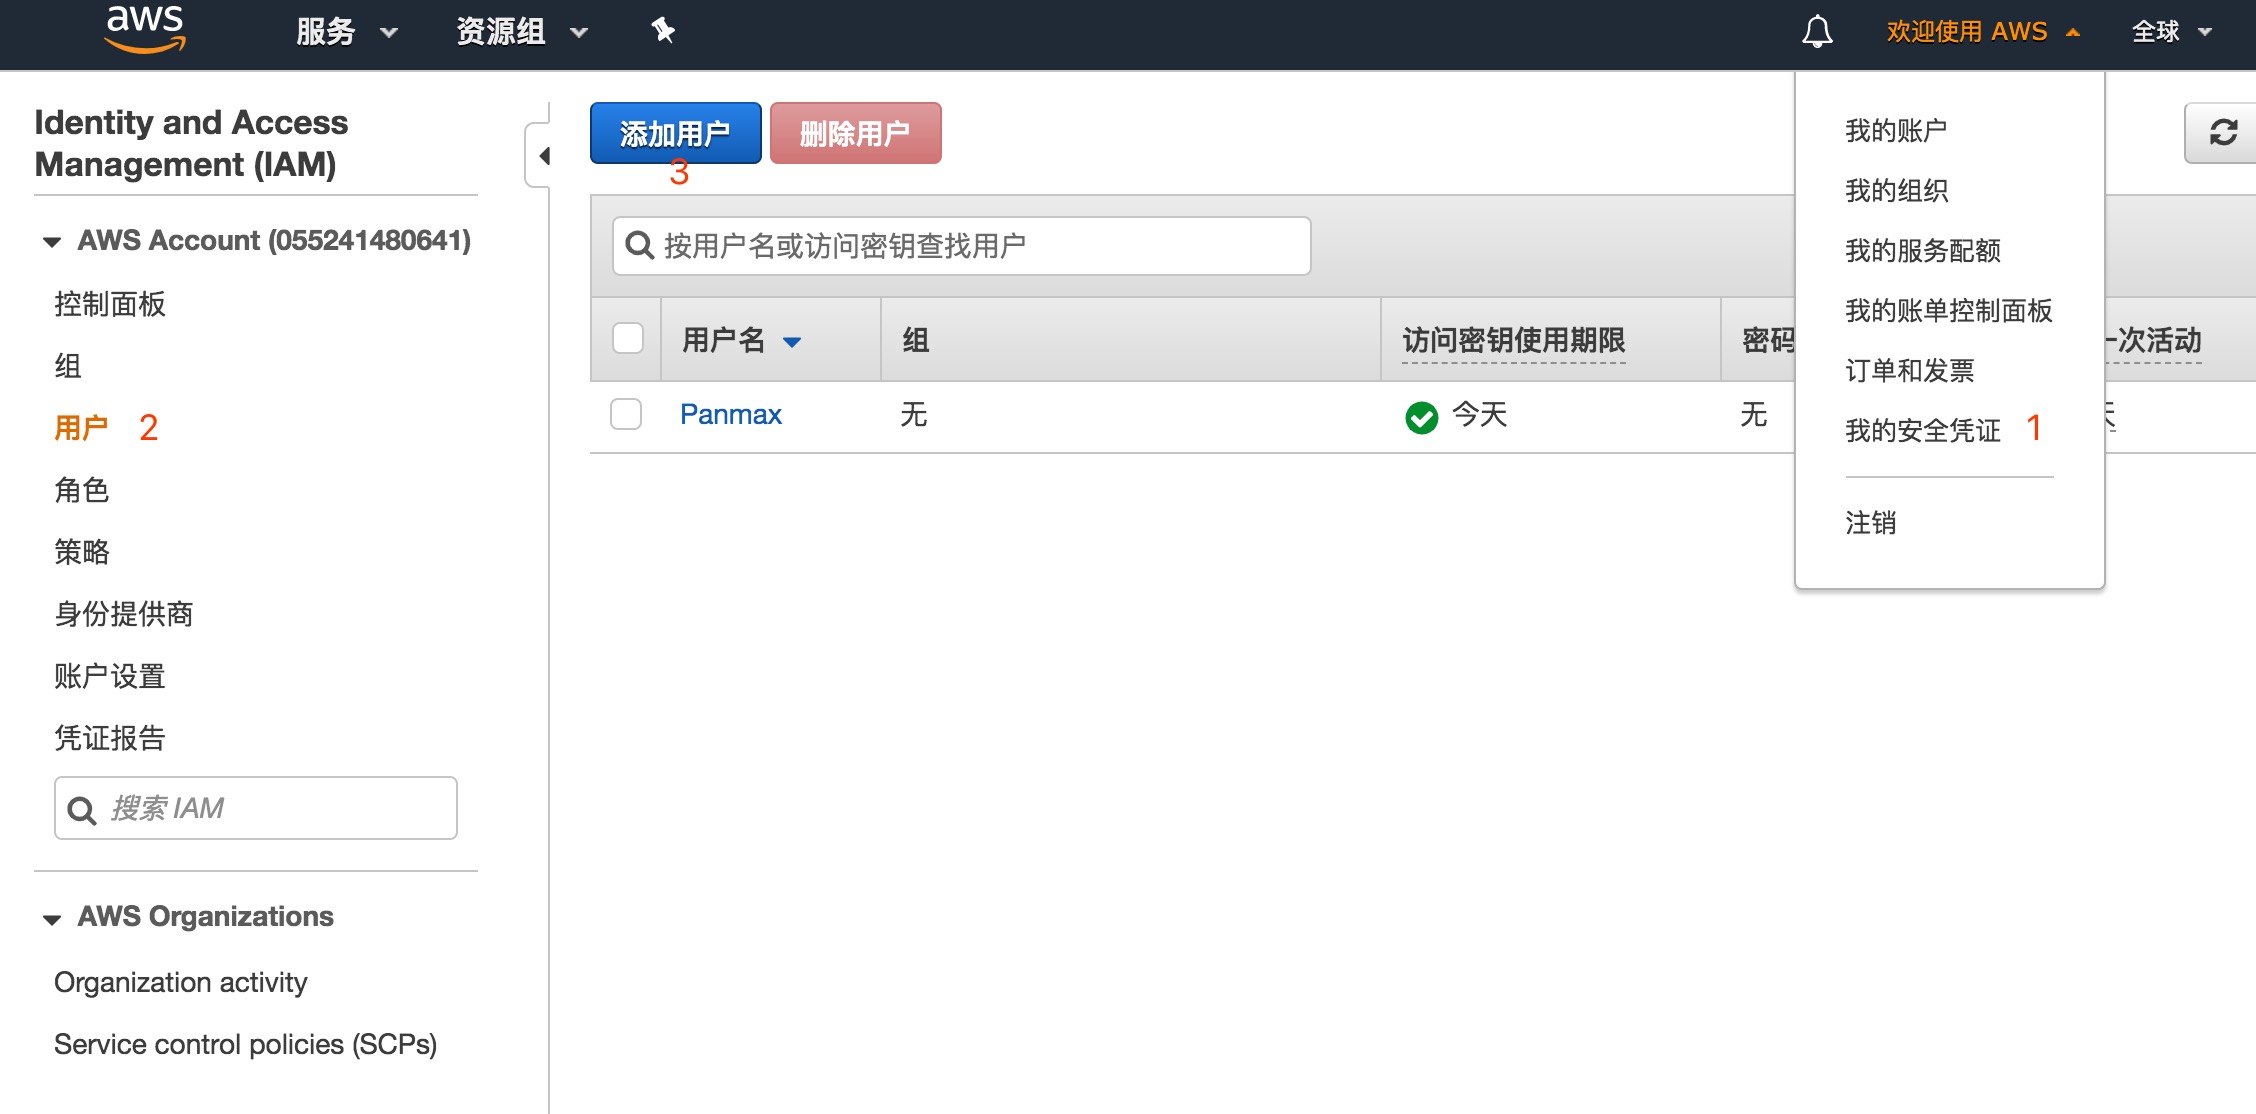 aws
服务
资源组
欢迎使用 AWS
全球
Identity and Access
Management (IAM)
AWS Account (055241480641)
控制面板
组
用户 2
角色
策略
身份提供商
账户设置
凭证报告
搜索 IAM
AWS Organizations
Organization activity
Service control policies (SCPs)
添加用户
删除用户
3
按用户名或访问密钥查找用户
用户名
组
访问密钥使用期限
密码
一次活动
Panmax
无
今天
无
我的账户
我的组织
我的服务配额
我的账单控制面板
订单和发票
我的安全凭证 1
注销